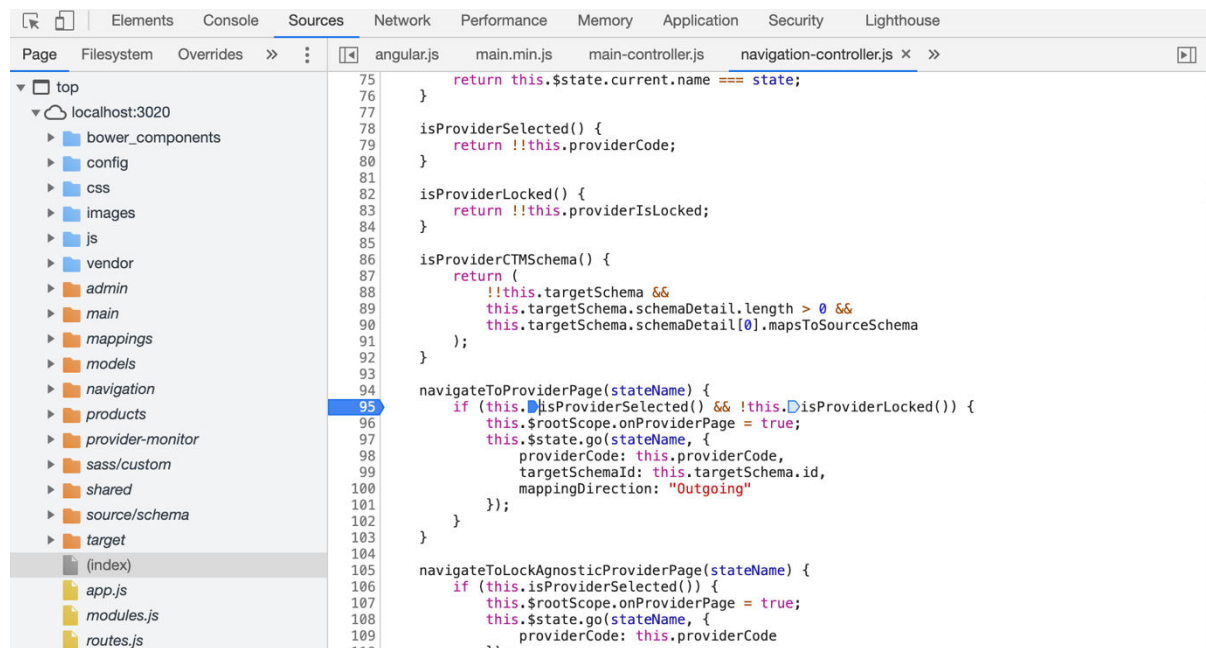 Elements Console Sources Network Performance Memory Application Security Lighthouse
Page Filesystem Overrides »
angular.js main.min.js main-controller.js navigation-controller.js × »
top
localhost:3020
bower_components
config
css
images
js
vendor
admin
main
mappings
models
navigation
products
provider-monitor
sass/custom
shared
source/schema
target
(index)
app.js
modules.js
routes.js
75 return this.$state.current.name === state;
76 }
77
78 isProviderSelected() {
79 return !!this.providerCode;
80 }
81
82 isProviderLocked() {
83 return !!this.providerIsLocked;
84 }
85
86 isProviderCTMSchema() {
87 return (
88 !!this.targetSchema &&
89 this.targetSchema.schemaDetail.length > 0 &&
90 this.targetSchema.schemaDetail[0].mapsToSourceSchema
91 );
92 }
93
94 navigateToProviderPage(stateName) {
95 if (this.isProviderSelected() && !this.isProviderLocked()) {
96 this.$rootScope.onProviderPage = true;
97 this.$state.go(stateName, {
98 providerCode: this.providerCode,
99 targetSchemaId: this.targetSchema.id,
100 mappingDirection: "Outgoing"
101 });
102 }
103 }
104
105 navigateToLockAgnosticProviderPage(stateName) {
106 if (this.isProviderSelected()) {
107 this.$rootScope.onProviderPage = true;
108 this.$state.go(stateName, {
109 providerCode: this.providerCode